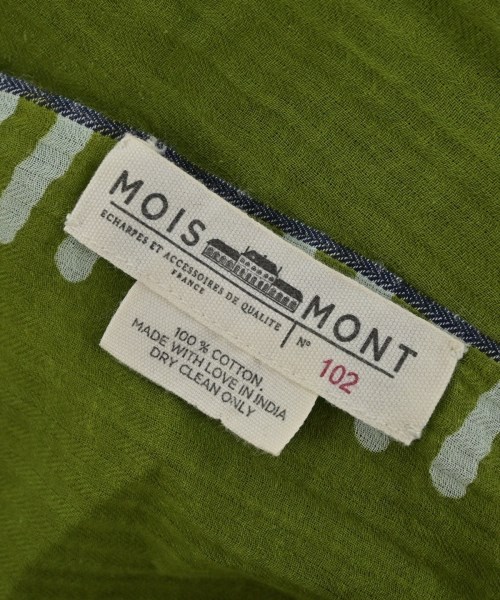 MOIS
MONT
ECHARPES ET ACCESSOIRES DE QUALITE
FRANCE
N° 102
100 % COTTON.
MADE WITH LOVE IN INDIA
DRY CLEAN ONLY